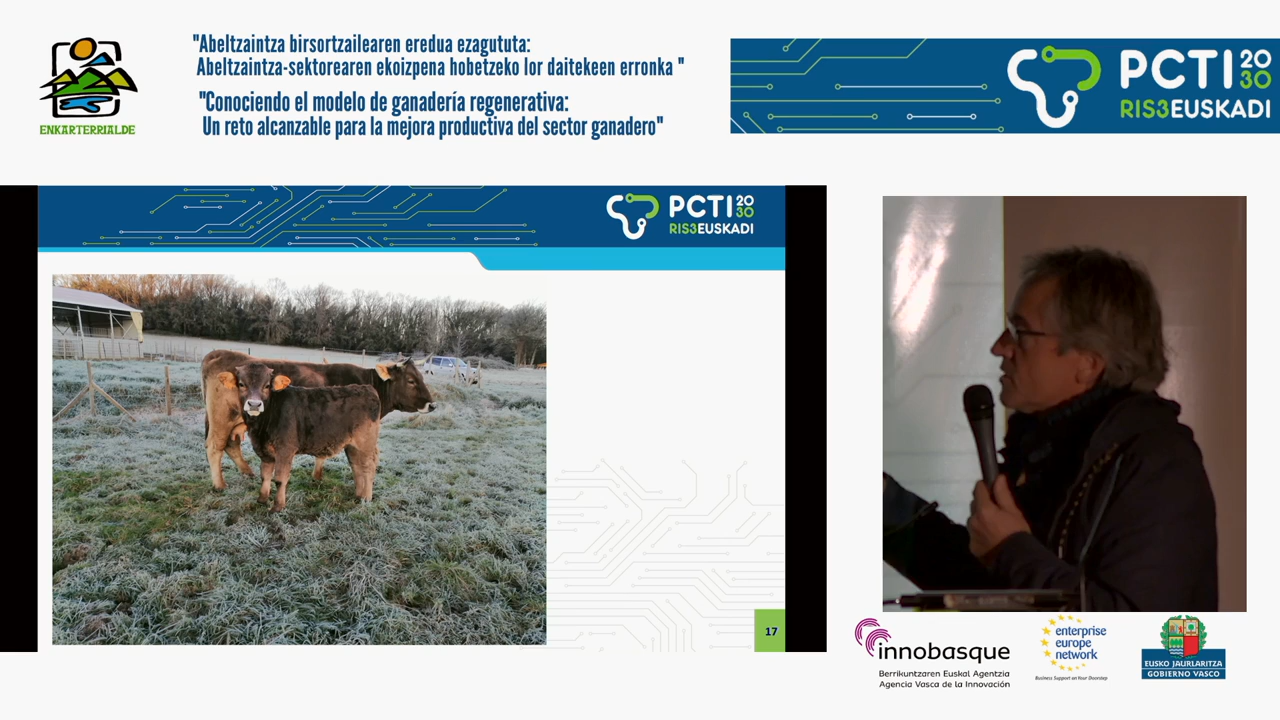 "Abeltzaintza birsortzailearen eredua ezagututa:
Abeltzaintza-sektorearen ekoizpena hobetzeko lor daitekeen erronka "
"Conociendo el modelo de ganadería regenerativa:
Un reto alcanzable para la mejora productiva del sector ganadero"
ENKARTERRIALDE
PCTI 2030
RIS3EUSKADI
PCTI 2030
RIS3EUSKADI
17
innobasque
Berrikuntzaren Euskal Agentzia
Agencia Vasca de la Innovación
enterprise
europe
network
Business Support on Your Doorstep
EUSKO JAURLARITZA
GOBIERNO VASCO